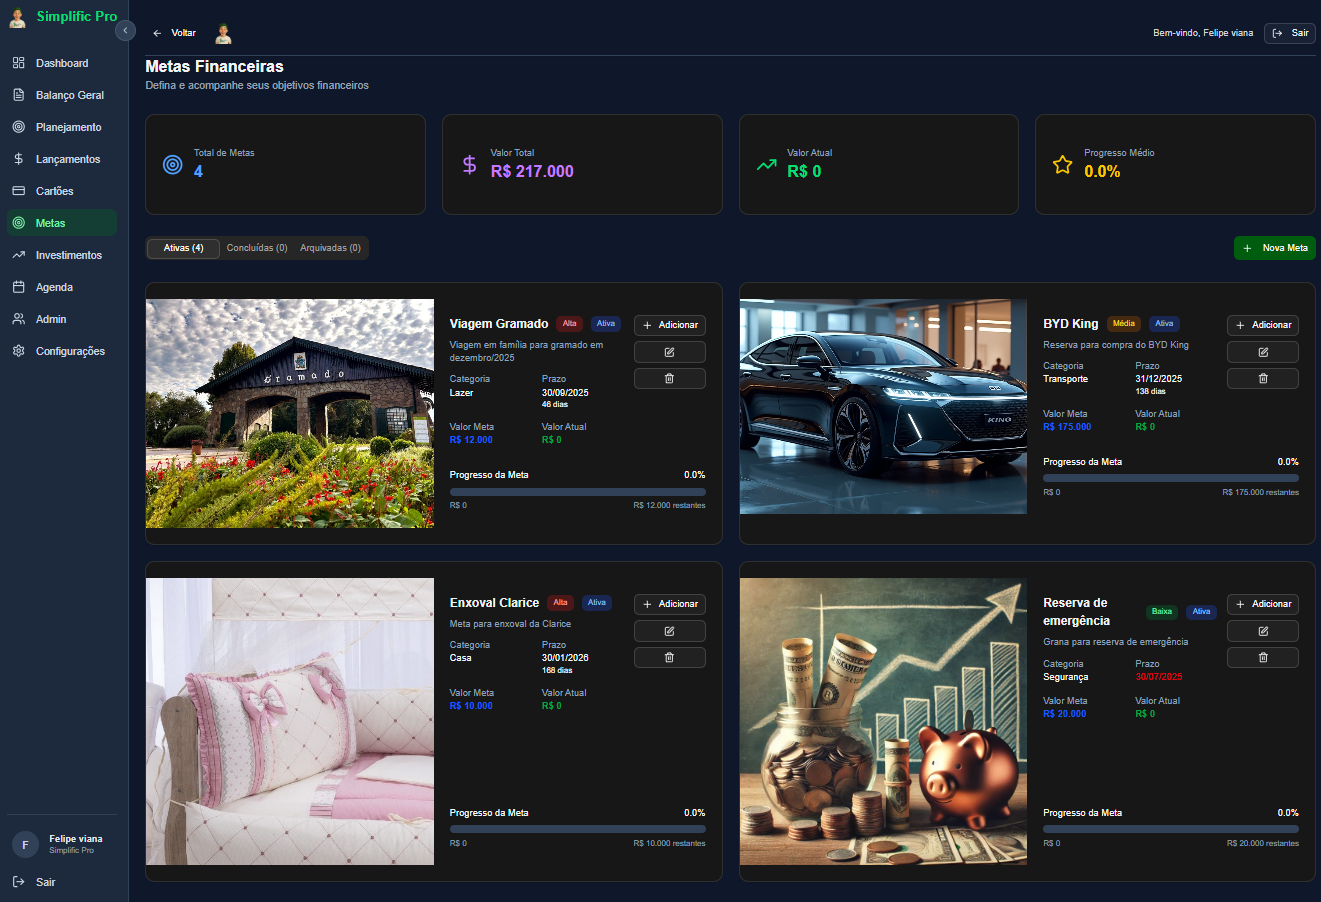 Simplific Pro
Dashboard
Balanço Geral
Planejamento
Lançamentos
Cartões
Metas
Investimentos
Agenda
Admin
Configurações
F
Felipe viana
Simplific Pro
Sair
Voltar
Bem-vindo, Felipe viana
Sair
Metas Financeiras
Defina e acompanhe seus objetivos financeiros
Total de Metas
4
Valor Total
R$ 217.000
Valor Atual
R$ 0
Progresso Médio
0.0%
Ativas (4)
Concluídas (0)
Arquivadas (0)
+ Nova Meta
Gramado
Viagem Gramado
Alta
Ativa
+ Adicionar
Viagem em família para gramado em
dezembro/2025
Categoria
Lazer
Prazo
30/09/2025
46 dias
Valor Meta
R$ 12.000
Valor Atual
R$ 0
Progresso da Meta
0.0%
R$ 0
R$ 12.000 restantes
KING
BYD King
Média
Ativa
+ Adicionar
Reserva para compra do BYD King
Categoria
Transporte
Prazo
31/12/2025
138 dias
Valor Meta
R$ 175.000
Valor Atual
R$ 0
Progresso da Meta
0.0%
R$ 0
R$ 175.000 restantes
Enxoval Clarice
Alta
Ativa
+ Adicionar
Meta para enxoval da Clarice
Categoria
Casa
Prazo
30/01/2026
168 dias
Valor Meta
R$ 10.000
Valor Atual
R$ 0
Progresso da Meta
0.0%
R$ 0
R$ 10.000 restantes
Reserva de
emergência
Baixa
Ativa
+ Adicionar
Grana para reserva de emergência
Categoria
Segurança
Prazo
30/07/2025
Valor Meta
R$ 20.000
Valor Atual
R$ 0
Progresso da Meta
0.0%
R$ 0
R$ 20.000 restantes